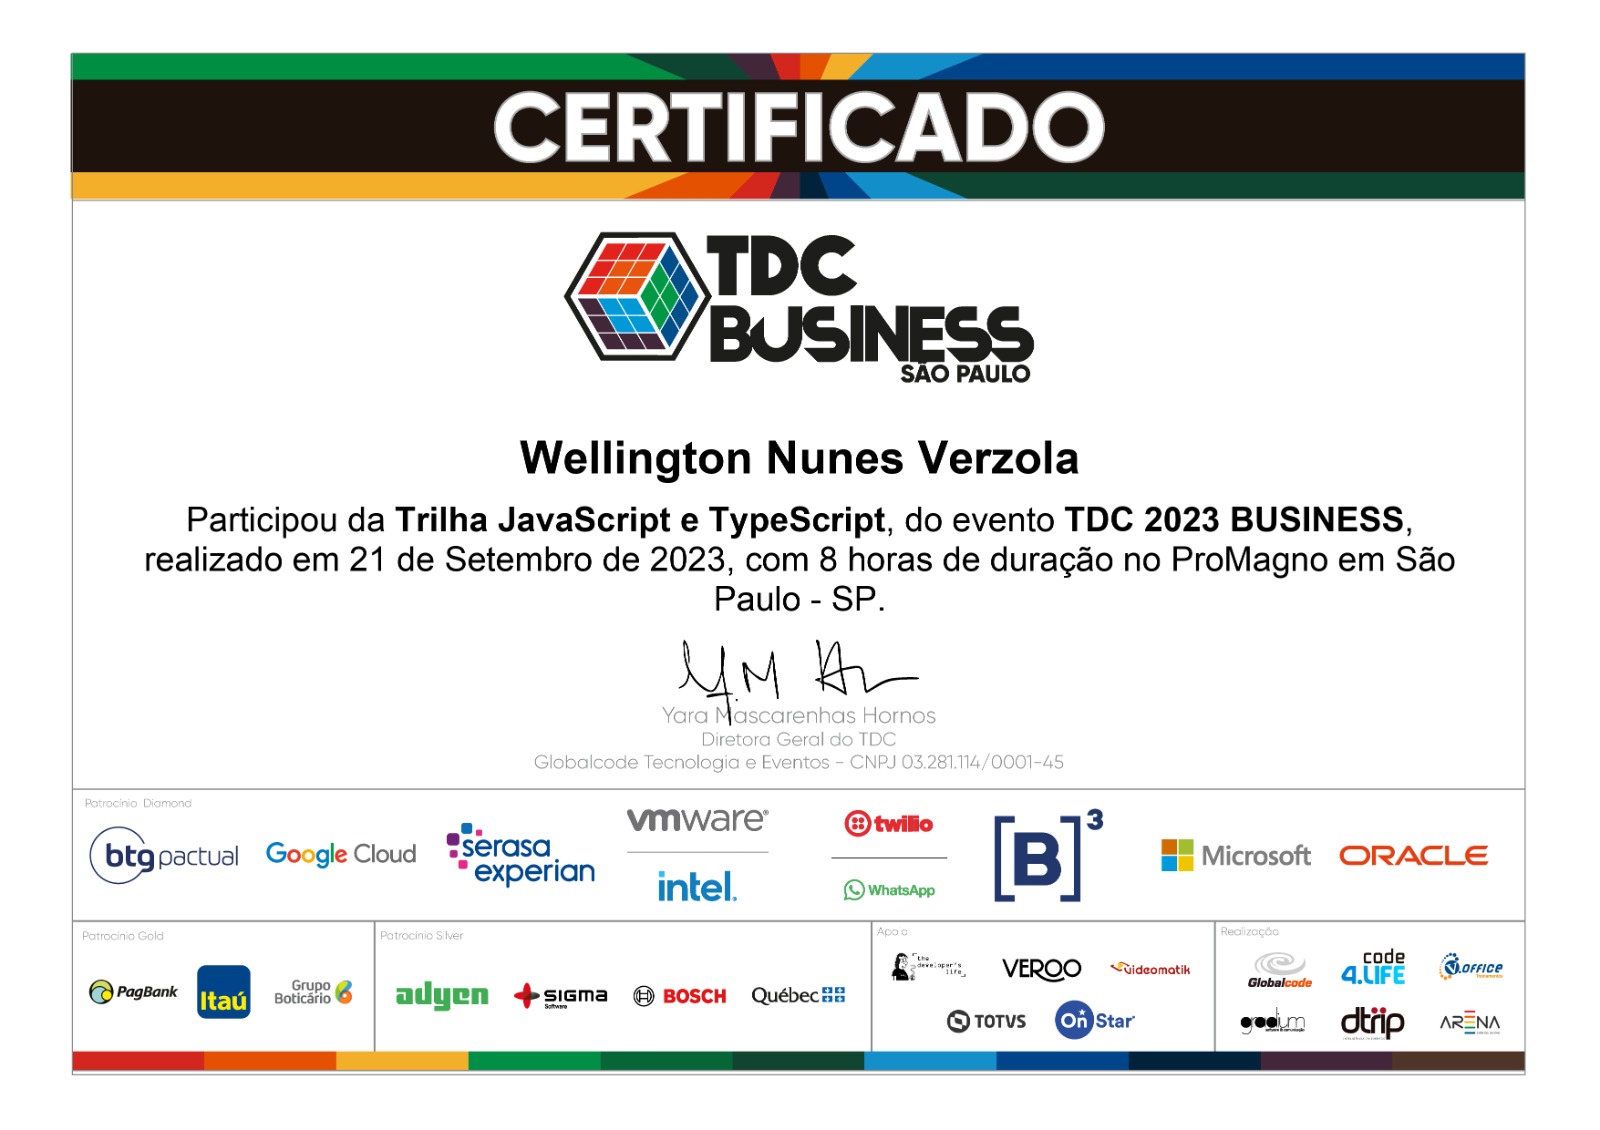 CERTIFICADO
TDC
BUSINESS
SÃO PAULO
Wellington Nunes Verzola
Participou da Trilha JavaScript e TypeScript, do evento TDC 2023 BUSINESS,
realizado em 21 de Setembro de 2023, com 8 horas de duração no ProMagno em São
Paulo - SP.
Yara Mascarenhas Hornos
Diretora Geral do TDC
Globalcode Tecnologia e Eventos - CNPJ 03.281.114/0001-45
Patrocínio Diamond
btg pactual
Google Cloud
serasa
experian
vmware®
intel.
twilio
WhatsApp
[B]³
Microsoft
ORACLE
Patrocínio Gold
PagBank
Itaú
Grupo
Boticário
Patrocínio Silver
adyen
SIGMA
Software
BOSCH
Québec
Apoio
the
developer's
life
VEROO
Videomatik
TOTVS
OnStar
Realização
Globalcode
code
4.LIFE
V.OFFICE
gradium
dtrip
ARENA